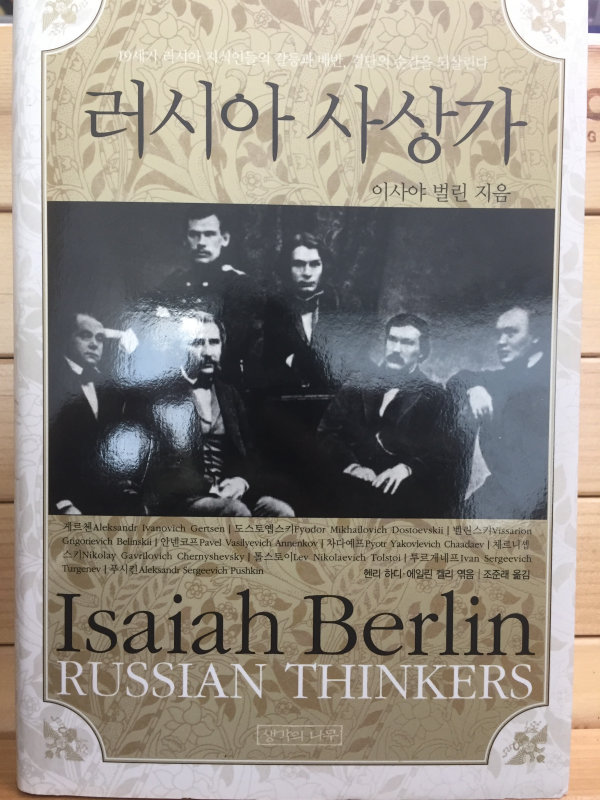 19세기 러시아 지식인들의 갈등과 배반, 결단의 순간을 되살린다
러시아 사상가
이사야 벌린 지음
게르첸Aleksandr Ivanovich Gertsen | 도스토옙스키Fyodor Mikhailovich Dostoevskii | 벨린스키Vissarion
Grigorievich Belinskii | 안넨코프Pavel Vasilyevich Annenkov | 차다예프Pyotr Yakovlevich Chaadaev | 체르니셉
스키Nikolay Gavrilovich Chernyshevsky | 톨스토이Lev Nikolaevich Tolstoi | 투르게네프Ivan Sergeevich
Turgenev | 푸시킨Aleksandr Sergeevich Pushkin
헨리 하디·에일린 켈리 엮음 | 조준래 옮김
Isaiah Berlin
RUSSIAN THINKERS
생각의 나무